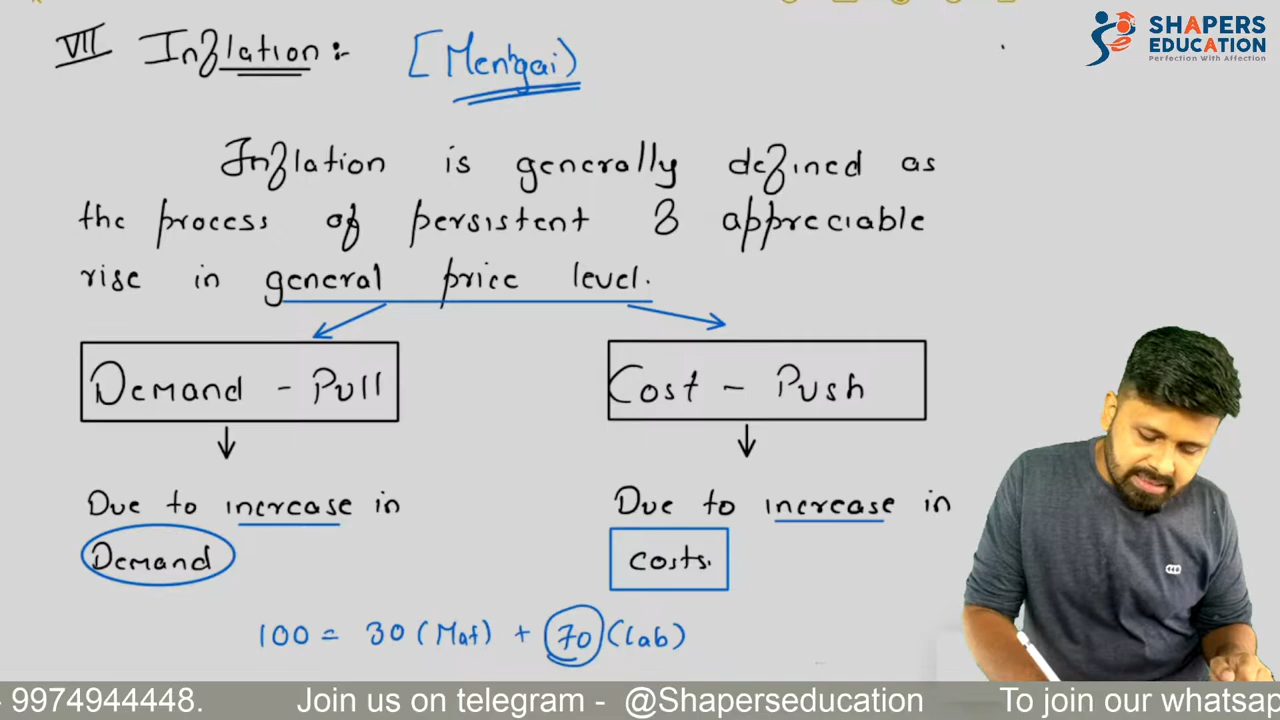 SHAPERS
EDUCATION
Perfection With Affection
VII Inflation :- [Menhgai)
Inflation is generally defined as
the process of persistent & appreciable
rise in general price level.
Demand - Pull
Cost - Push
Due to increase in
Demand
Due to increase in
costs.
100 = 30 (Mat) + 70 (lab)
- 9974944448. Join us on telegram - @Shaperseducation To join our whatsap